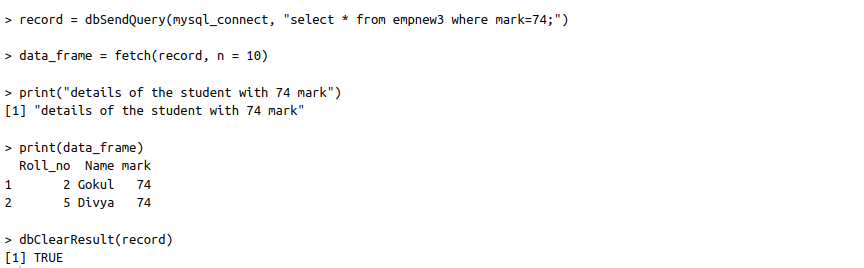 > record = dbSendQuery(mysql_connect, "select * from empnew3 where mark=74;")
> data_frame = fetch(record, n = 10)
> print("details of the student with 74 mark")
[1] "details of the student with 74 mark"
> print(data_frame)
  Roll_no  Name mark
1       2 Gokul   74
2       5 Divya   74
> dbClearResult(record)
[1] TRUE